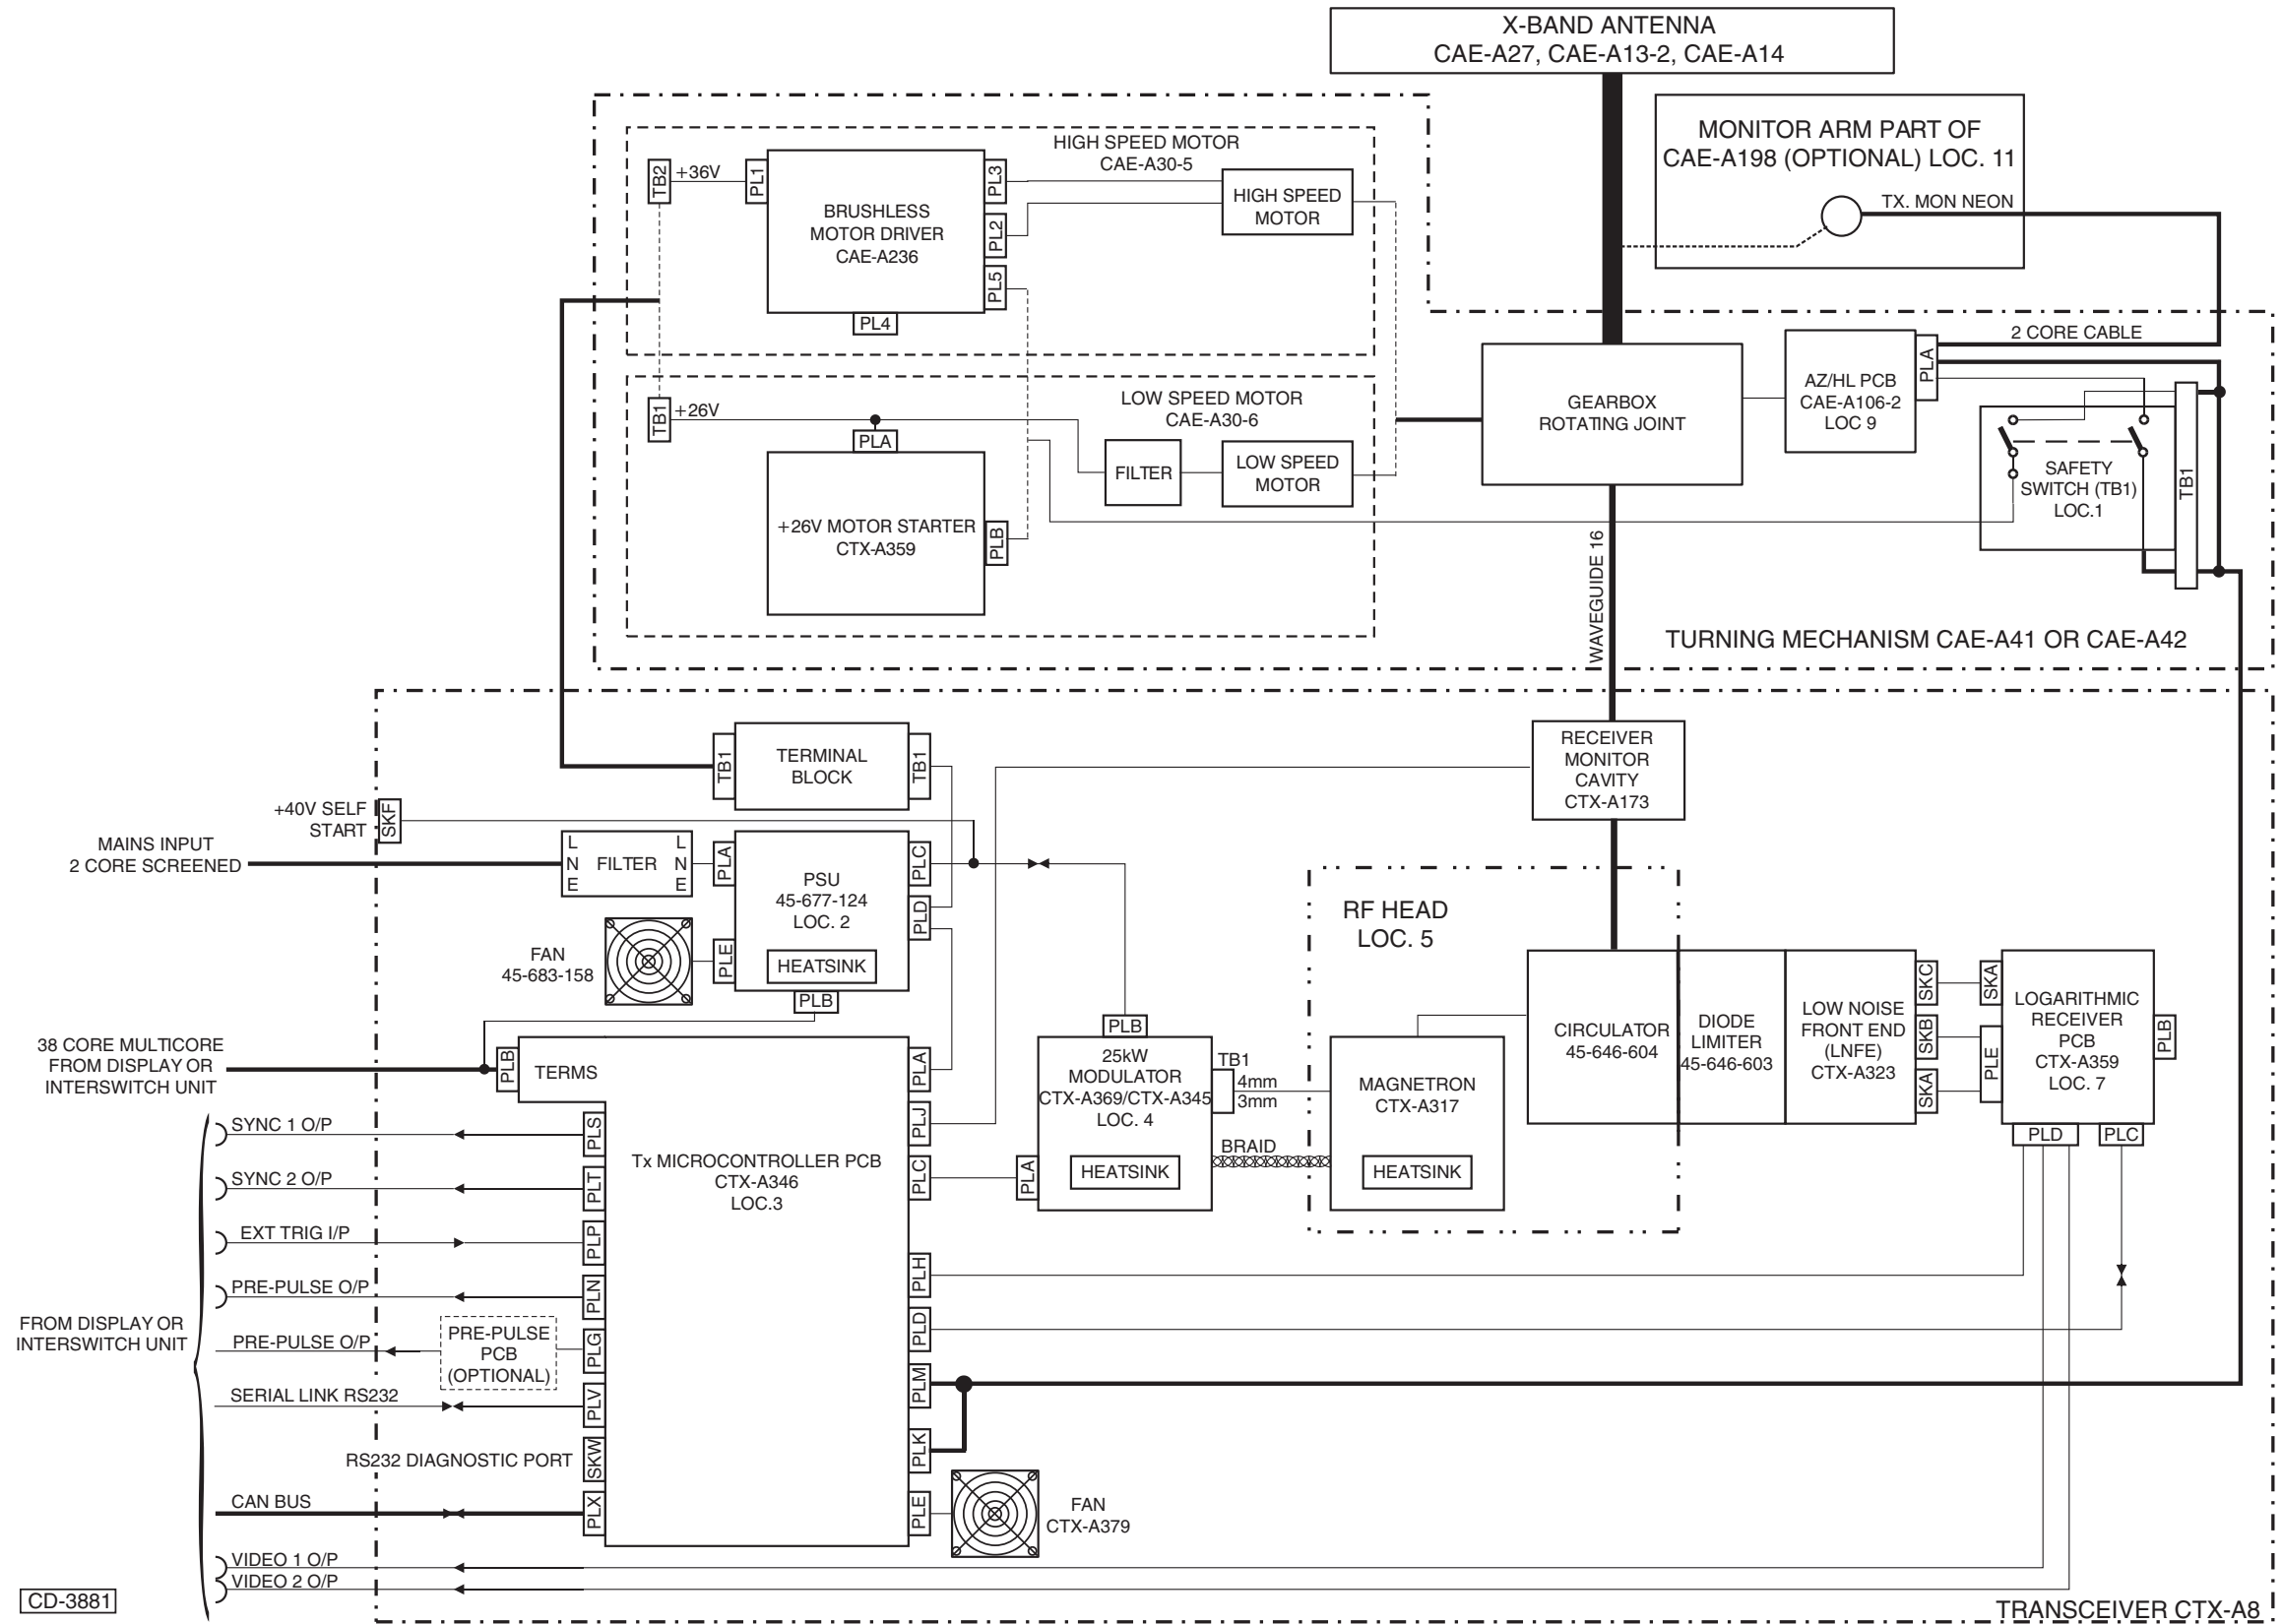 X-BAND ANTENNA
CAE-A27, CAE-A13-2, CAE-A14
MONITOR ARM PART OF
CAE-A198 (OPTIONAL) LOC. 11
TX. MON NEON
HIGH SPEED MOTOR
CAE-A30-5
TB2
+36V
PL1
BRUSHLESS
MOTOR DRIVER
CAE-A236
PL3
PL2
PL5
PL4
HIGH SPEED
MOTOR
2 CORE CABLE
LOW SPEED MOTOR
CAE-A30-6
TB1
+26V
PLA
+26V MOTOR STARTER
CTX-A359
PLB
FILTER
LOW SPEED
MOTOR
GEARBOX
ROTATING JOINT
AZ/HL PCB
CAE-A106-2
LOC 9
PLA
SAFETY
SWITCH (TB1)
LOC.1
TB1
WAVEGUIDE 16
TURNING MECHANISM CAE-A41 OR CAE-A42
TB1
TERMINAL
BLOCK
TB1
RECEIVER
MONITOR
CAVITY
CTX-A173
+40V SELF
START
SKF
MAINS INPUT
2 CORE SCREENED
L
N
E
FILTER
L
N
E
PLA
PSU
45-677-124
LOC. 2
HEATSINK
PLC
PLD
PLE
PLB
FAN
45-683-158
RF HEAD
LOC. 5
38 CORE MULTICORE
FROM DISPLAY OR
INTERSWITCH UNIT
PLB
TERMS
PLA
PLJ
PLC
PLB
25kW
MODULATOR
CTX-A369/CTX-A345
LOC. 4
HEATSINK
PLA
TB1
4mm
3mm
BRAID
MAGNETRON
CTX-A317
HEATSINK
CIRCULATOR
45-646-604
DIODE
LIMITER
45-646-603
LOW NOISE
FRONT END
(LNFE)
CTX-A323
SKC
SKB
SKA
SKA
PLE
LOGARITHMIC
RECEIVER
PCB
CTX-A359
LOC. 7
PLB
PLD
PLC
Tx MICROCONTROLLER PCB
CTX-A346
LOC.3
SYNC 1 O/P
PLS
SYNC 2 O/P
PLT
EXT TRIG I/P
PLP
PRE-PULSE O/P
PLN
FROM DISPLAY OR
INTERSWITCH UNIT
PRE-PULSE O/P
PRE-PULSE
PCB
(OPTIONAL)
PLG
SERIAL LINK RS232
PLV
RS232 DIAGNOSTIC PORT
SKW
CAN BUS
PLX
PLH
PLD
PLM
PLK
PLE
FAN
CTX-A379
VIDEO 1 O/P
VIDEO 2 O/P
CD-3881
TRANSCEIVER CTX-A8